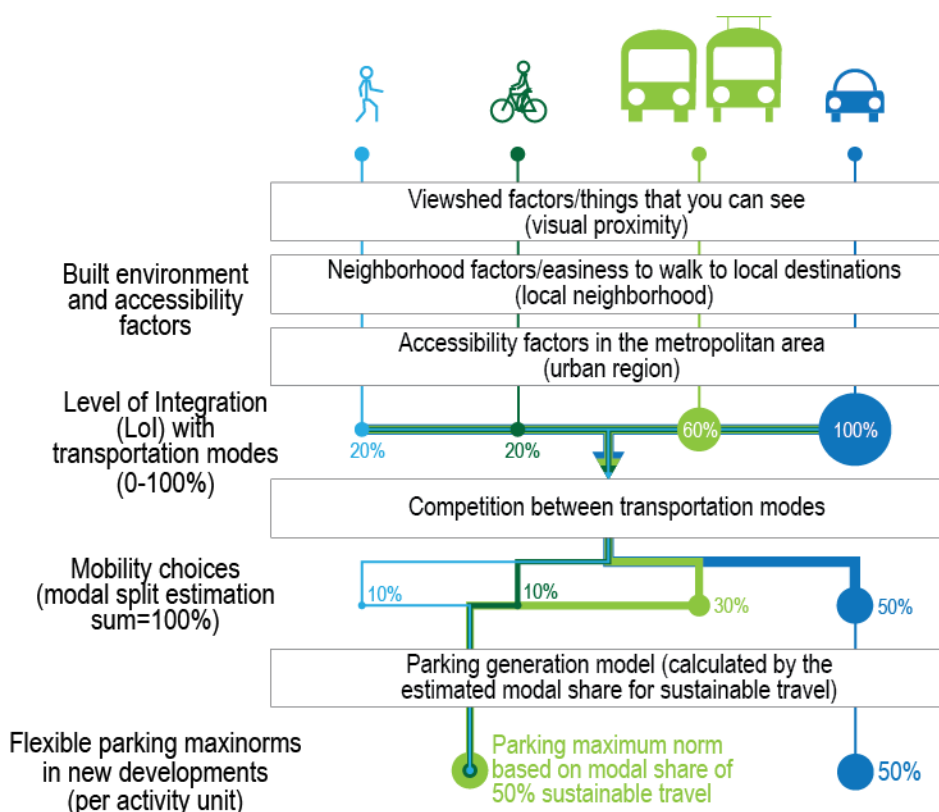 Viewshed factors/things that you can see
(visual proximity)
Built environment
and accessibility
factors
Neighborhood factors/easiness to walk to local destinations
(local neighborhood)
Accessibility factors in the metropolitan area
(urban region)
Level of Integration
(LoI) with
transportation modes
(0-100%)
20%
20%
60%
100%
Competition between transportation modes
Mobility choices
(modal split estimation
sum=100%)
10%
10%
30%
50%
Parking generation model (calculated by the
estimated modal share for sustainable travel)
Flexible parking maxinorms
in new developments
(per activity unit)
Parking maximum norm
based on modal share of
50% sustainable travel
50%